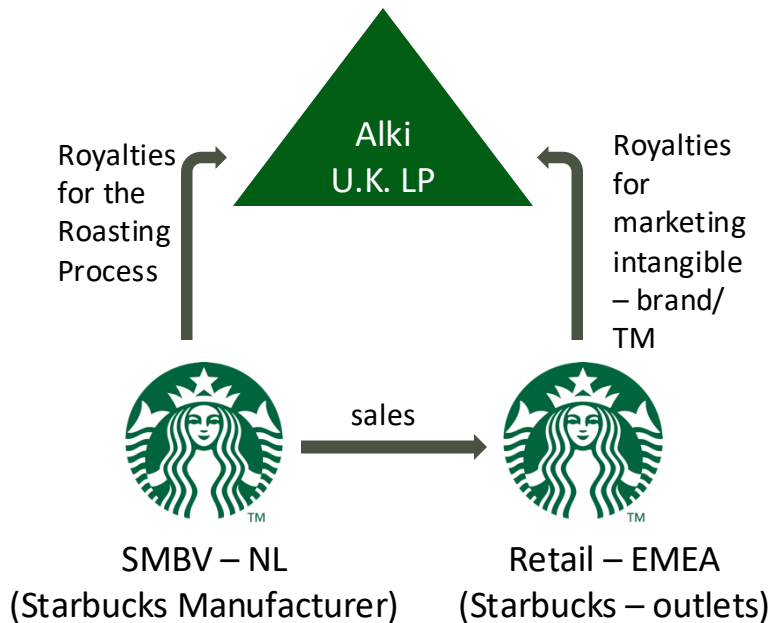 Alki
U.K. LP
Royalties
for the
Roasting
Process
Royalties
for
marketing
intangible
– brand/
TM
sales
TM
TM
SMBV – NL
(Starbucks Manufacturer)
Retail – EMEA
(Starbucks – outlets)